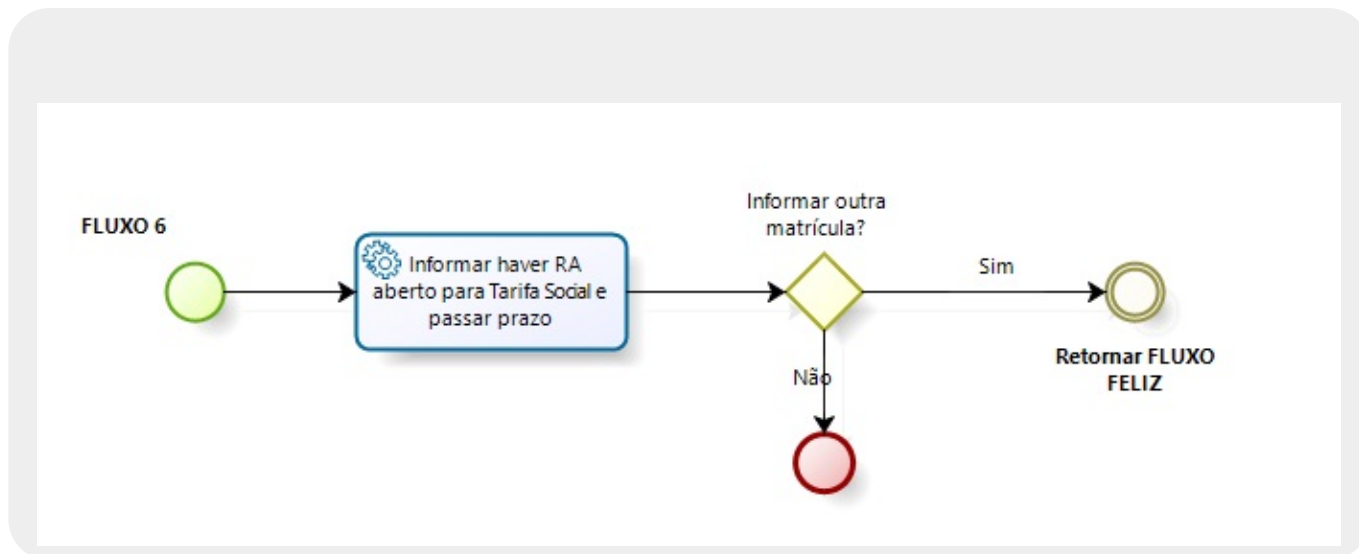 FLUXO 6
Informar haver RA
aberto para Tarifa Social e
passar prazo
Informar outra
matrícula?
Sim
Não
Retornar FLUXO
FELIZ